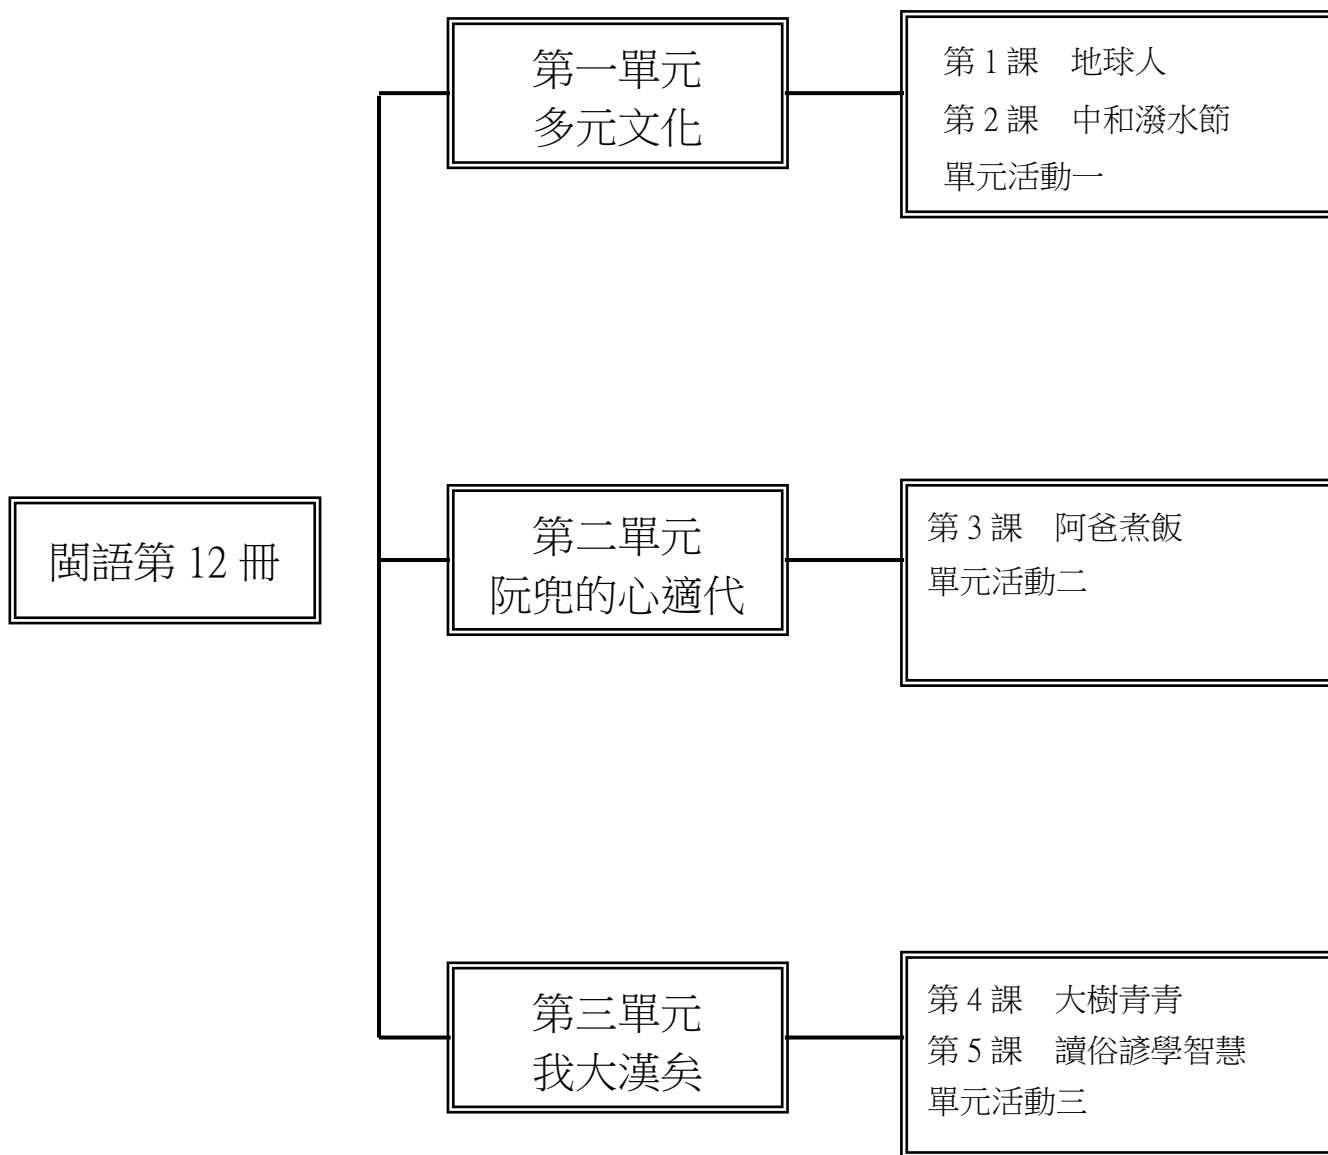 閩語第 12 冊
第一單元
多元文化
第 1 課　地球人
第 2 課　中和潑水節
單元活動一
第二單元
阮兜的心適代
第 3 課　阿爸煮飯
單元活動二
第三單元
我大漢矣
第 4 課　大樹青青
第 5 課　讀俗諺學智慧
單元活動三